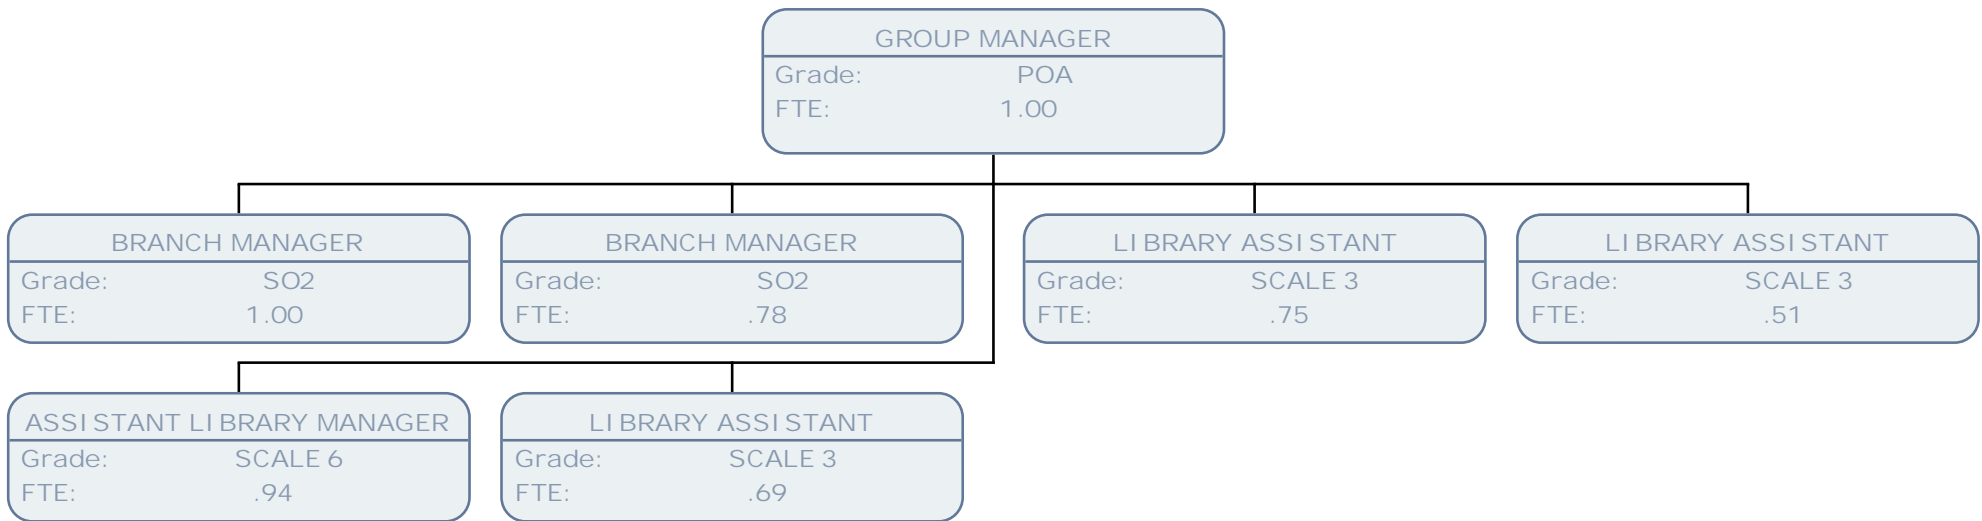 GROUP MANAGER
Grade: POA
FTE: 1.00
BRANCH MANAGER
Grade: SO2
FTE: 1.00
BRANCH MANAGER
Grade: SO2
FTE: .78
LIBRARY ASSISTANT
Grade: SCALE 3
FTE: .75
LIBRARY ASSISTANT
Grade: SCALE 3
FTE: .51
ASSISTANT LIBRARY MANAGER
Grade: SCALE 6
FTE: .94
LIBRARY ASSISTANT
Grade: SCALE 3
FTE: .69